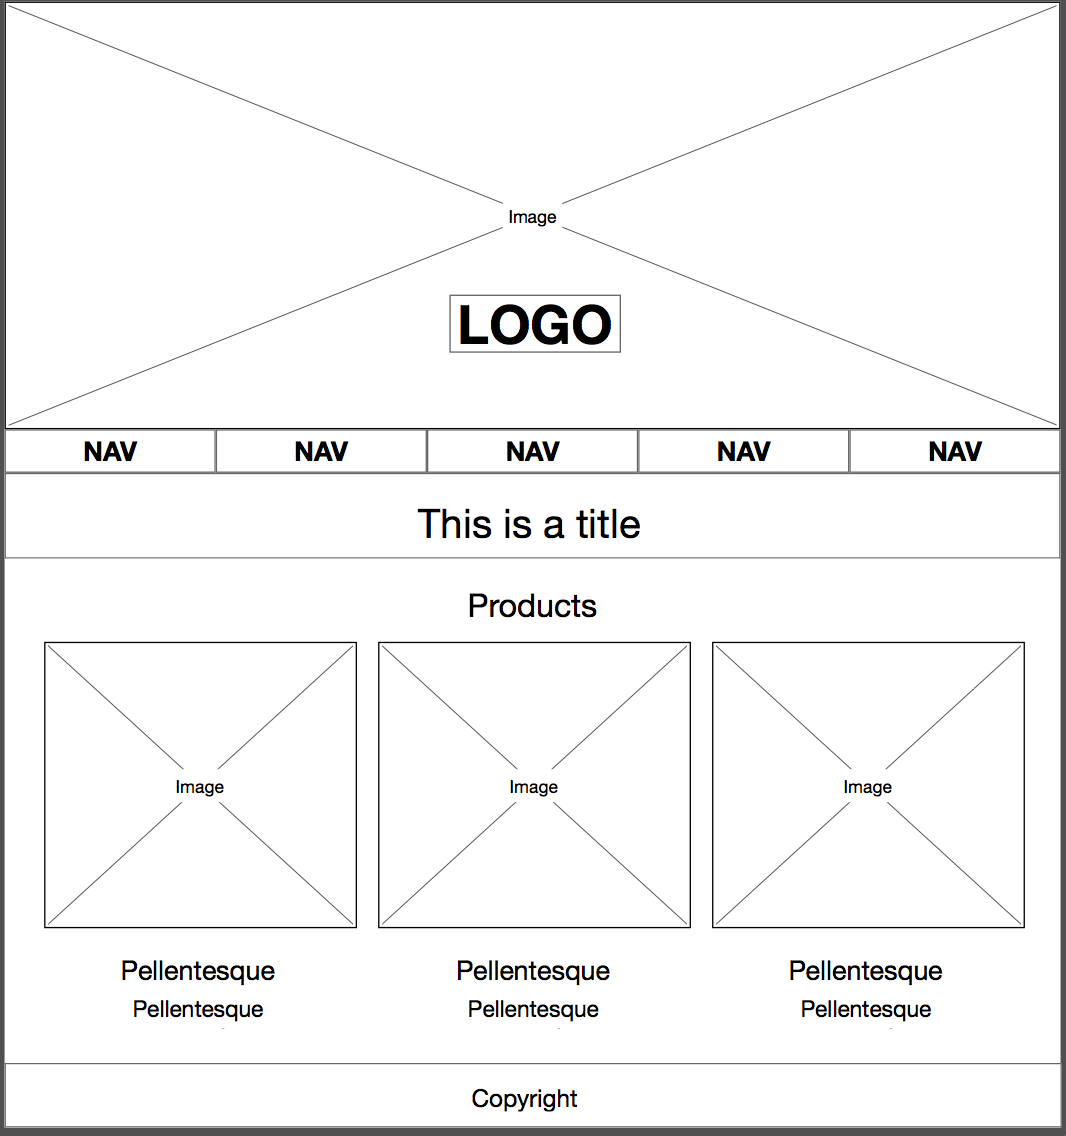 Image
LOGO
NAV NAV NAV NAV NAV
This is a title
Products
Image Image Image
Pellentesque Pellentesque Pellentesque
Pellentesque Pellentesque Pellentesque
Copyright